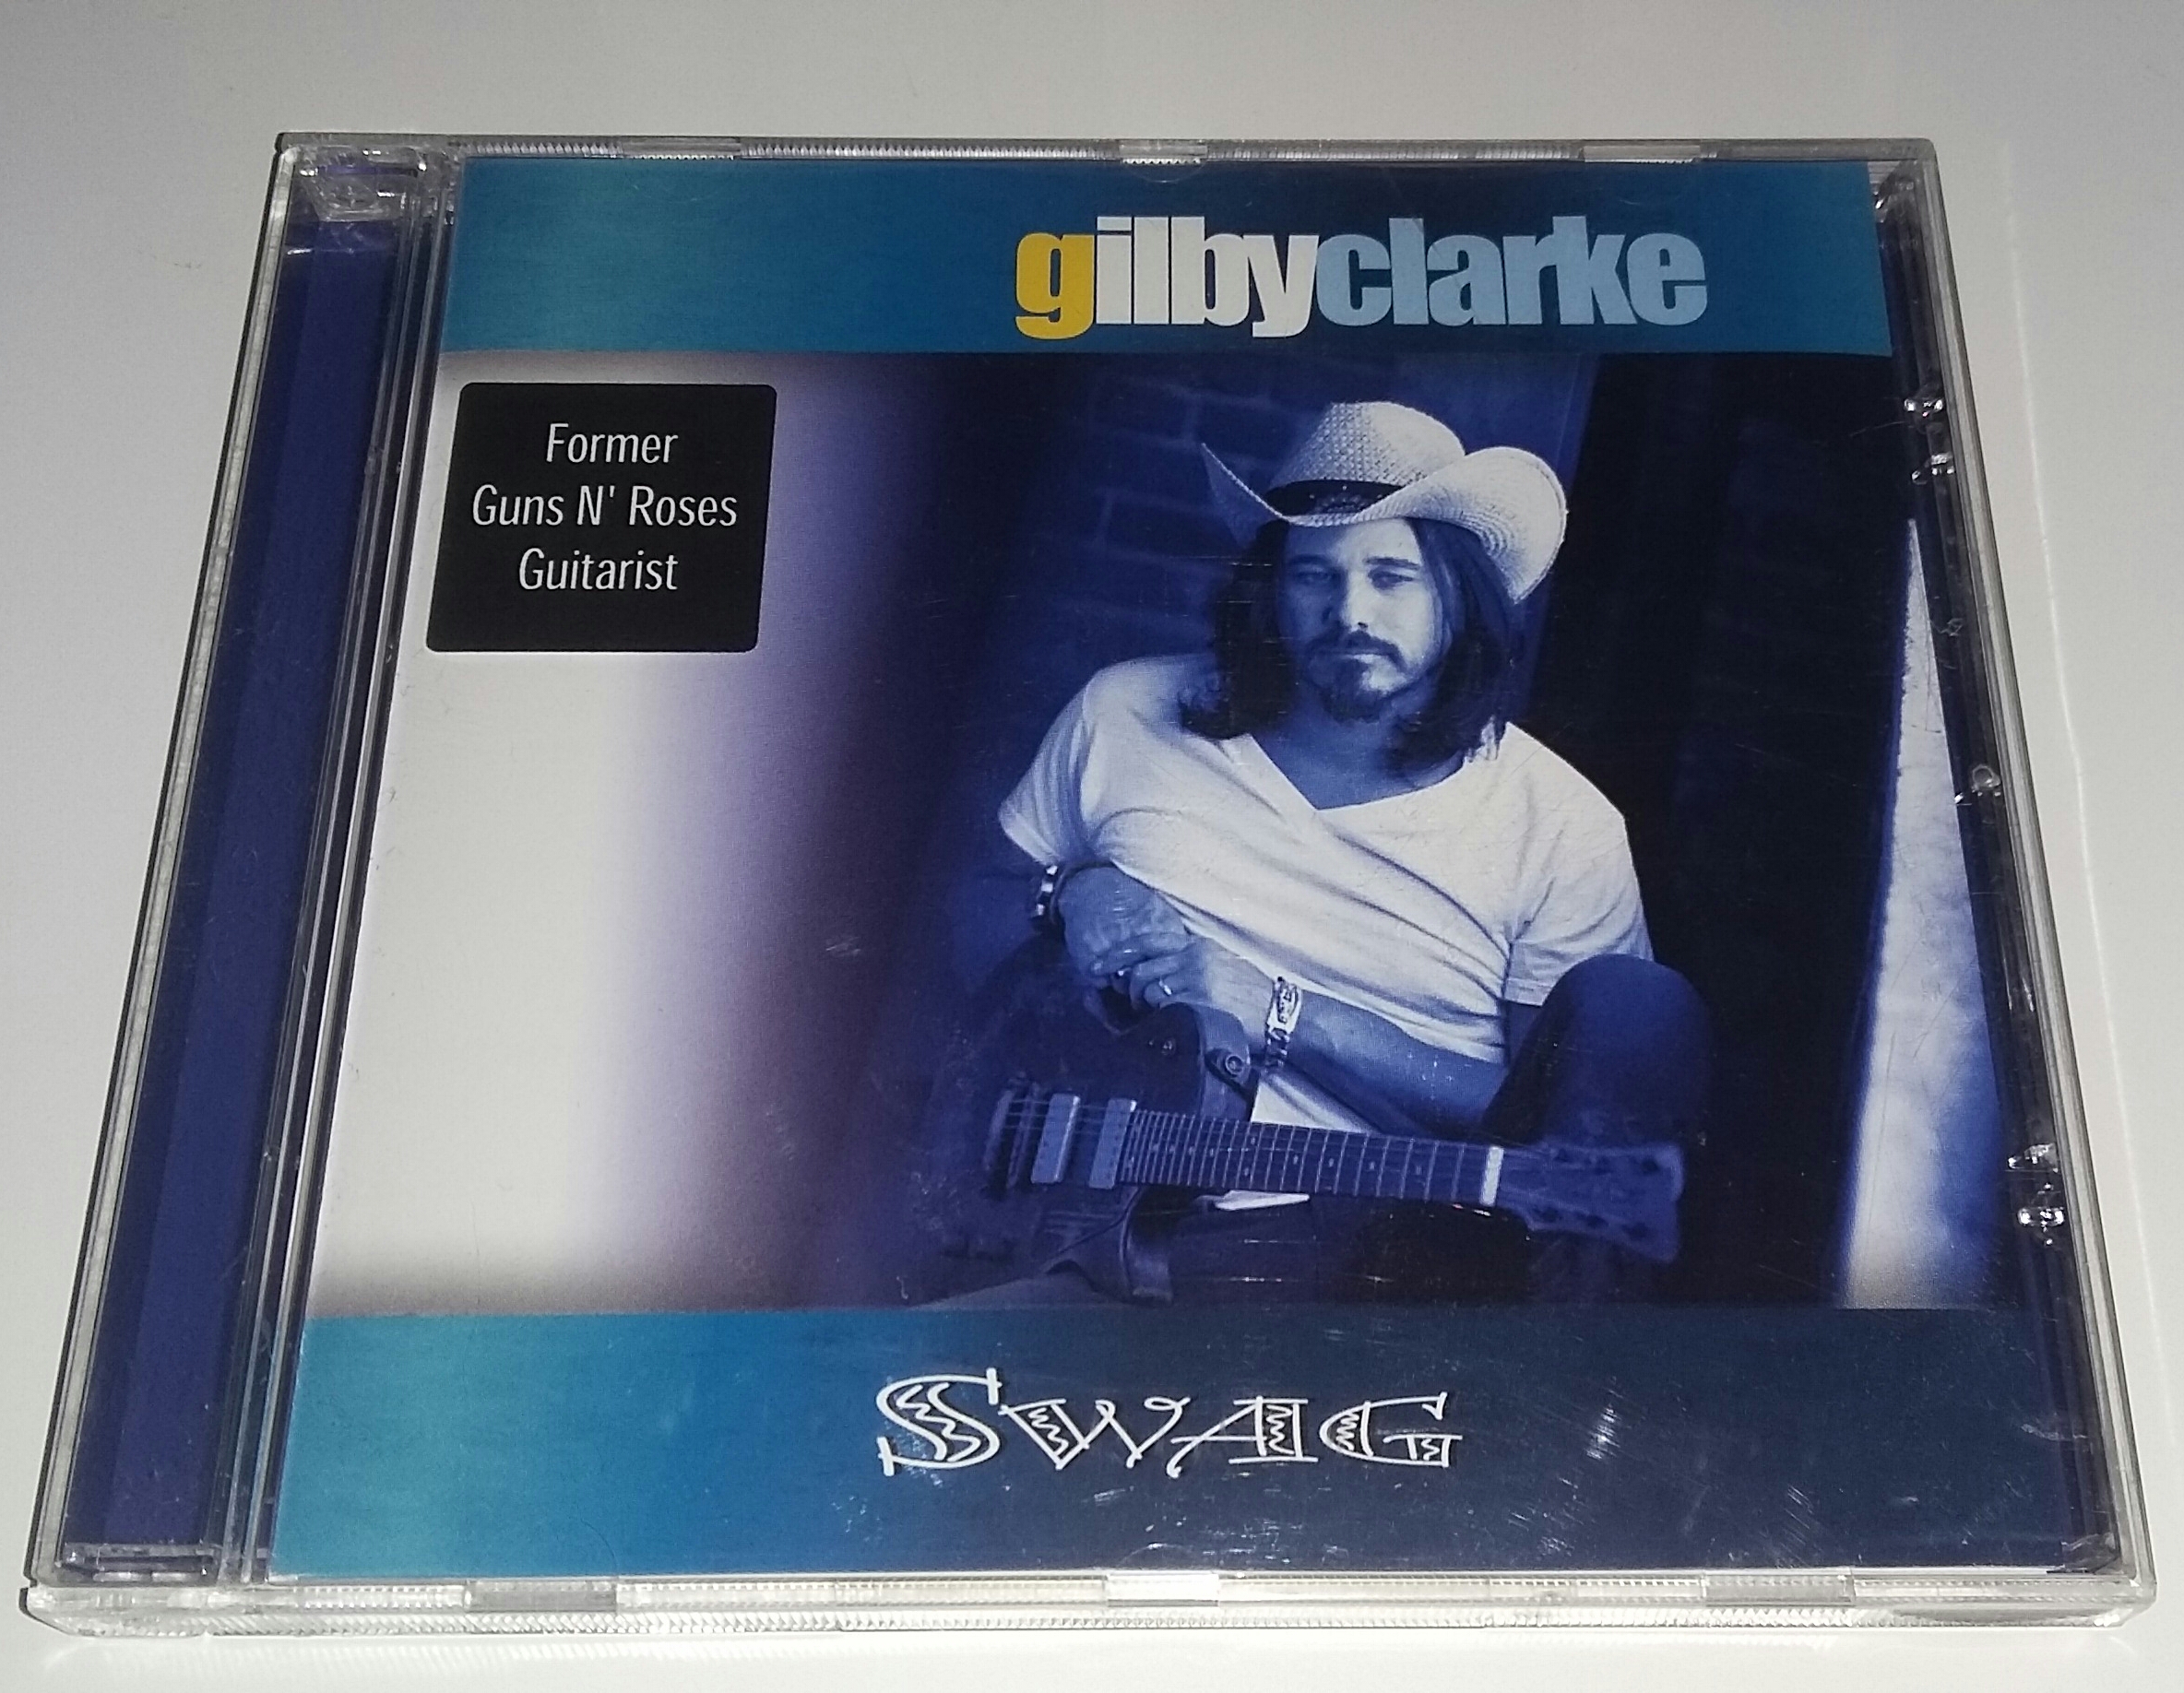 gilbyclarke
Former
Guns N' Roses
Guitarist
SWAG